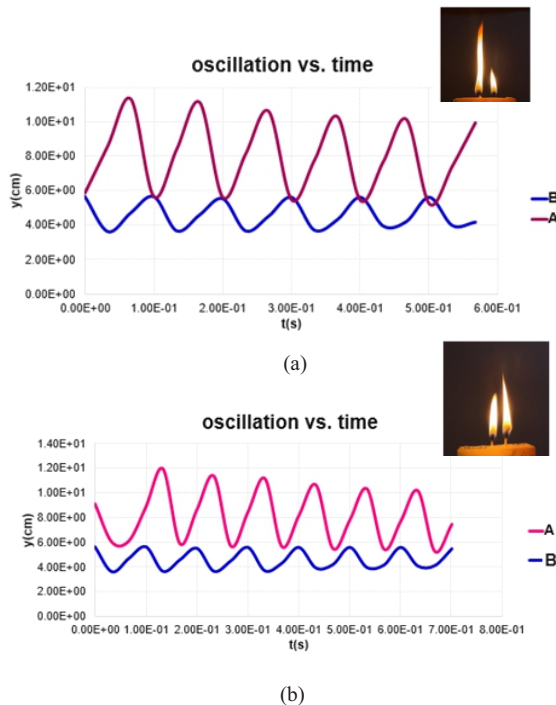 oscillation vs. time
1.20E+01
1.00E+01
8.00E+00
6.00E+00
4.00E+00
2.00E+00
0.00E+00
y(cm)
B
A
0.00E+00 1.00E-01 2.00E-01 3.00E-01 4.00E-01 5.00E-01 6.00E-01
t(s)
(a)
oscillation vs. time
1.40E+01
1.20E+01
1.00E+01
8.00E+00
6.00E+00
4.00E+00
2.00E+00
0.00E+00
y(cm)
A
B
0.00E+00 1.00E-01 2.00E-01 3.00E-01 4.00E-01 5.00E-01 6.00E-01 7.00E-01 8.00E-01
t(s)
(b)